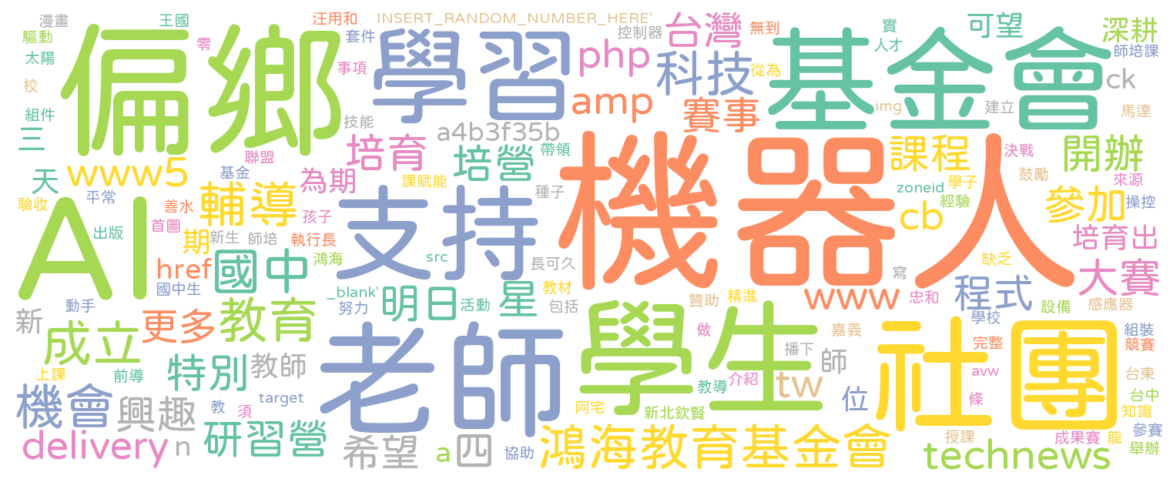 漫畫 王國 汪用和 INSERT_RANDOM_NUMBER_HERE'
驅動 零 套件 控制器 台灣 無到 實 可望 深耕
太陽 偏鄉 事項 學習 php 科技 從為 人才 基金會 師培課
校 amp ck
組件 技能 a4b3f35b 賽事 img 建立 馬達
三 聯盟 培育 培營 帶領 機器人 課程 決戰 開辦
www5 基金 為期 課賦能 種子 zoneid 學子 鼓勵 來源
天 平常 輔導 支持 cb 經驗 參加 操控
驗收 AI 善水 孩子
首圖 期 新生 師培 執行長 培育出
出版 國中 鴻海 src 長可久 缺乏 大賽
href 國中生 _blank' 教材 寫 www 忠和 程式 感應器
動手 努力 明日 活動 星 包括 贊助 精進 設備
新 更多 教育 學生 做 嘉義 學校 組裝
成立 老師 播下 社團 完整 競賽
上課 前導 特別 教師 教導 介紹 師 avw 台東
機會 興趣 教 須 target 阿宅 新北欽賢 tw 位 條 台中
知識 參賽
delivery n 研習營 希望 a 四 協助 鴻海教育基金會 授課 成果賽 龍 舉辦
technews